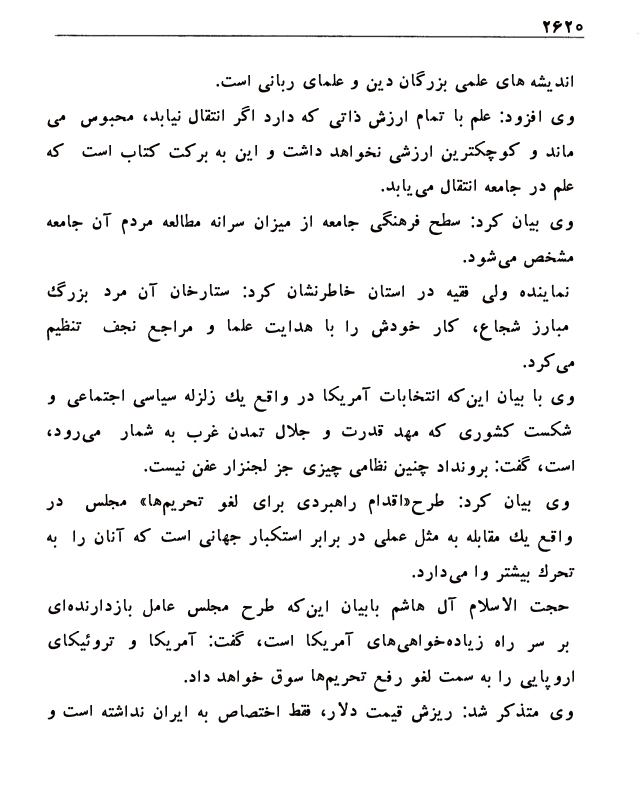 ۲۶۲۰
اندیشه های علمی بزرگان دین و علمای ربانی است.
وی افزود: علم با تمام ارزش ذاتی که دارد اگر انتقال نیابد، محبوس می
ماند و کوچکترین ارزشی نخواهد داشت و این به برکت کتاب است که
علم در جامعه انتقال می‌یابد.
وی بیان کرد: سطح فرهنگی جامعه از میزان سرانه مطالعه مردم آن جامعه
مشخص می‌شود.
نماینده ولی فقیه در استان خاطرنشان کرد: ستارخان آن مرد بزرگ
مبارز شجاع، کار خودش را با هدایت علما و مراجع نجف تنظیم
می‌کرد.
وی با بیان این‌که انتخابات آمریکا در واقع یك زلزله سیاسی اجتماعی و
شکست کشوری که مهد قدرت و جلال تمدن غرب به شمار می‌رود،
است، گفت: برونداد چنین نظامی چیزی جز لجنزار عفن نیست.
وی بیان کرد: طرح«اقدام راهبردی برای لغو تحریم‌ها» مجلس در
واقع یك مقابله به مثل عملی در برابر استکبار جهانی است که آنان را به
تحرك بیشتر وا می‌دارد.
حجت الاسلام آل هاشم بابیان این‌که طرح مجلس عامل بازدارنده‌ای
بر سر راه زیاده‌خواهی‌های آمریکا است، گفت: آمریکا و تروئیکای
اروپایی را به سمت لغو رفع تحریم‌ها سوق خواهد داد.
وی متذکر شد: ریزش قیمت دلار، فقط اختصاص به ایران نداشته است و